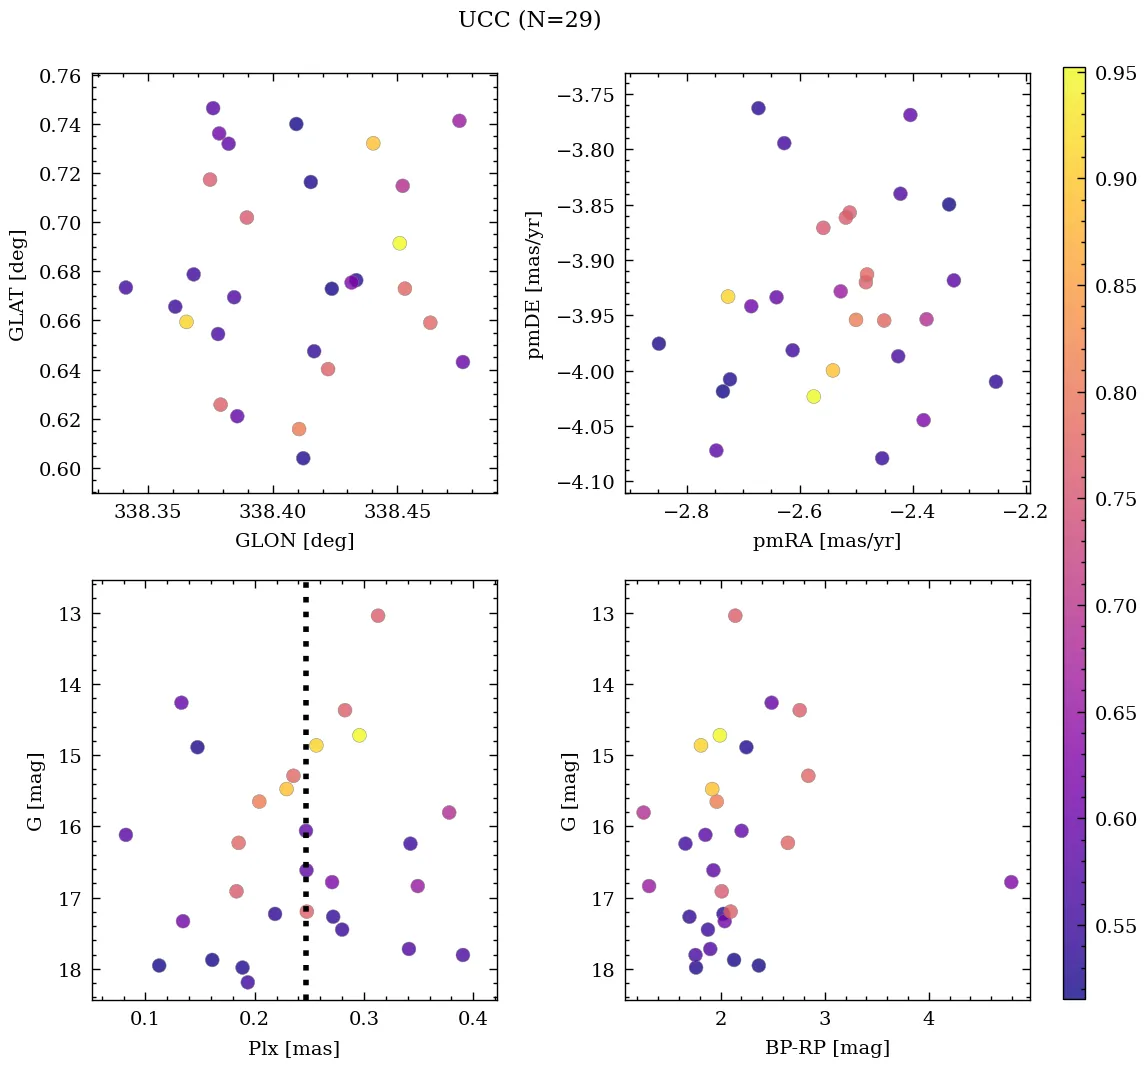 UCC (N=29)
0.76
0.74
0.72
0.70
0.68
0.66
0.64
0.62
0.60
GLAT [deg]
338.35 338.40 338.45
GLON [deg]
−3.75
−3.80
−3.85
−3.90
−3.95
−4.00
−4.05
−4.10
pmDE [mas/yr]
−2.8 −2.6 −2.4 −2.2
pmRA [mas/yr]
13
14
15
16
17
18
G [mag]
0.1 0.2 0.3 0.4
Plx [mas]
13
14
15
16
17
18
G [mag]
2 3 4
BP-RP [mag]
0.95
0.90
0.85
0.80
0.75
0.70
0.65
0.60
0.55